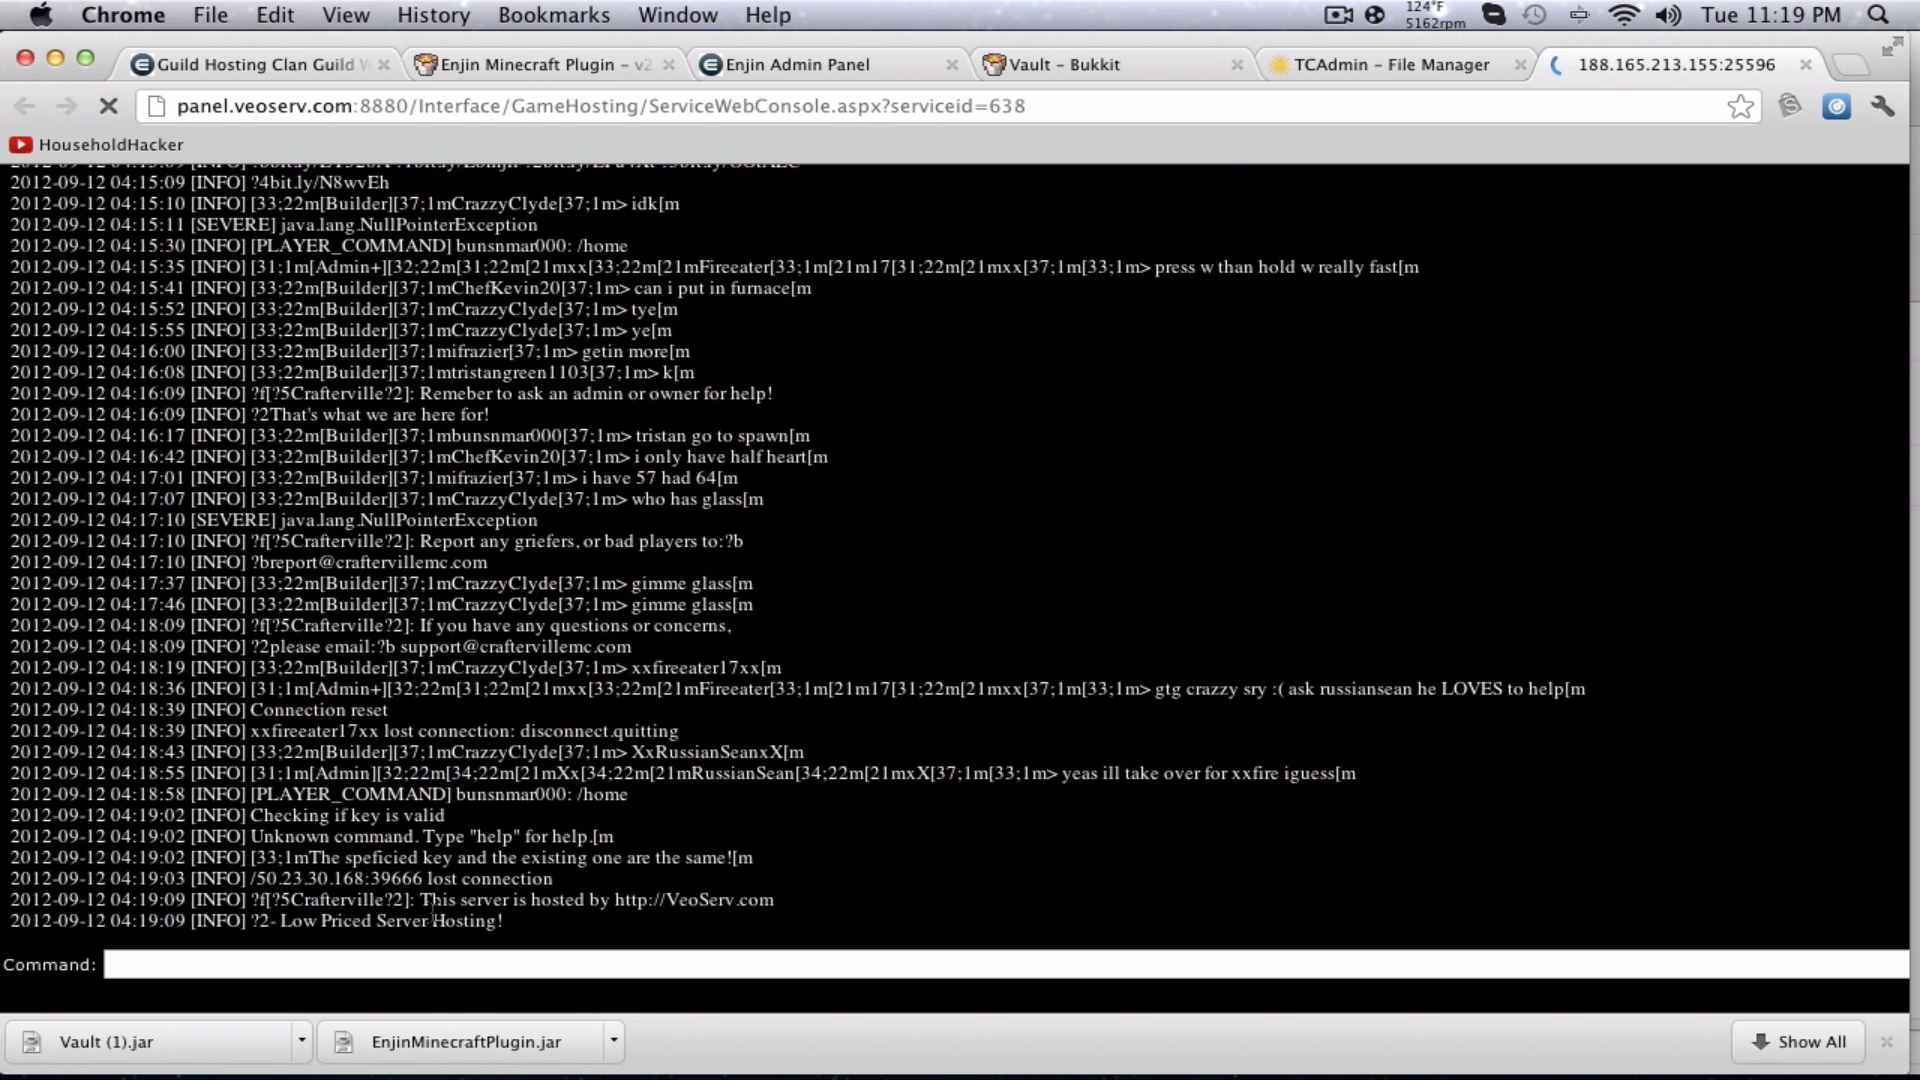 Chrome File Edit View History Bookmarks Window Help 124°F 5162rpm Tue 11:19 PM
Guild Hosting Clan Guild W Enjin Minecraft Plugin – v2 Enjin Admin Panel Vault – Bukkit TCAdmin – File Manager 188.165.213.155:25596
panel.veoserv.com:8880/Interface/GameHosting/ServiceWebConsole.aspx?serviceid=638
HouseholdHacker
2012-09-12 04:15:09 [INFO] ?4bit.ly/N8wvEh
2012-09-12 04:15:10 [INFO] [33;22m[Builder][37;1mCrazzyClyde[37;1m> idk[m
2012-09-12 04:15:11 [SEVERE] java.lang.NullPointerException
2012-09-12 04:15:30 [INFO] [PLAYER_COMMAND] bunsnmar000: /home
2012-09-12 04:15:35 [INFO] [31;1m[Admin+][32;22m[31;22m[21mxx[33;22m[21mFireeater[33;1m[21m17[31;22m[21mxx[37;1m[33;1m> press w than hold w really fast[m
2012-09-12 04:15:41 [INFO] [33;22m[Builder][37;1mChefKevin20[37;1m> can i put in furnace[m
2012-09-12 04:15:52 [INFO] [33;22m[Builder][37;1mCrazzyClyde[37;1m> tye[m
2012-09-12 04:15:55 [INFO] [33;22m[Builder][37;1mCrazzyClyde[37;1m> ye[m
2012-09-12 04:16:00 [INFO] [33;22m[Builder][37;1mifrazier[37;1m> getin more[m
2012-09-12 04:16:08 [INFO] [33;22m[Builder][37;1mtristangreen1103[37;1m> k[m
2012-09-12 04:16:09 [INFO] ?f[?5Crafterville?2]: Remeber to ask an admin or owner for help!
2012-09-12 04:16:09 [INFO] ?2That's what we are here for!
2012-09-12 04:16:17 [INFO] [33;22m[Builder][37;1mbunsnmar000[37;1m> tristan go to spawn[m
2012-09-12 04:16:42 [INFO] [33;22m[Builder][37;1mChefKevin20[37;1m> i only have half heart[m
2012-09-12 04:17:01 [INFO] [33;22m[Builder][37;1mifrazier[37;1m> i have 57 had 64[m
2012-09-12 04:17:07 [INFO] [33;22m[Builder][37;1mCrazzyClyde[37;1m> who has glass[m
2012-09-12 04:17:10 [SEVERE] java.lang.NullPointerException
2012-09-12 04:17:10 [INFO] ?f[?5Crafterville?2]: Report any griefers, or bad players to:?b
2012-09-12 04:17:10 [INFO] ?breport@craftervillemc.com
2012-09-12 04:17:37 [INFO] [33;22m[Builder][37;1mCrazzyClyde[37;1m> gimme glass[m
2012-09-12 04:17:46 [INFO] [33;22m[Builder][37;1mCrazzyClyde[37;1m> gimme glass[m
2012-09-12 04:18:09 [INFO] ?f[?5Crafterville?2]: If you have any questions or concerns,
2012-09-12 04:18:09 [INFO] ?2please email:?b support@craftervillemc.com
2012-09-12 04:18:19 [INFO] [33;22m[Builder][37;1mCrazzyClyde[37;1m> xxfireeater17xx[m
2012-09-12 04:18:36 [INFO] [31;1m[Admin+][32;22m[31;22m[21mxx[33;22m[21mFireeater[33;1m[21m17[31;22m[21mxx[37;1m[33;1m> gtg crazzy sry :( ask russiansean he LOVES to help[m
2012-09-12 04:18:39 [INFO] Connection reset
2012-09-12 04:18:39 [INFO] xxfireeater17xx lost connection: disconnect.quitting
2012-09-12 04:18:43 [INFO] [33;22m[Builder][37;1mCrazzyClyde[37;1m> XxRussianSeanxX[m
2012-09-12 04:18:55 [INFO] [31;1m[Admin][32;22m[34;22m[21mXx[34;22m[21mRussianSean[34;22m[21mxX[37;1m[33;1m> yeas ill take over for xxfire iguess[m
2012-09-12 04:18:58 [INFO] [PLAYER_COMMAND] bunsnmar000: /home
2012-09-12 04:19:02 [INFO] Checking if key is valid
2012-09-12 04:19:02 [INFO] Unknown command. Type "help" for help.[m
2012-09-12 04:19:02 [INFO] [33;1mThe speficied key and the existing one are the same![m
2012-09-12 04:19:03 [INFO] /50.23.30.168:39666 lost connection
2012-09-12 04:19:09 [INFO] ?f[?5Crafterville?2]: This server is hosted by http://VeoServ.com
2012-09-12 04:19:09 [INFO] ?2- Low Priced Server Hosting!
Command:
Vault (1).jar EnjinMinecraftPlugin.jar Show All